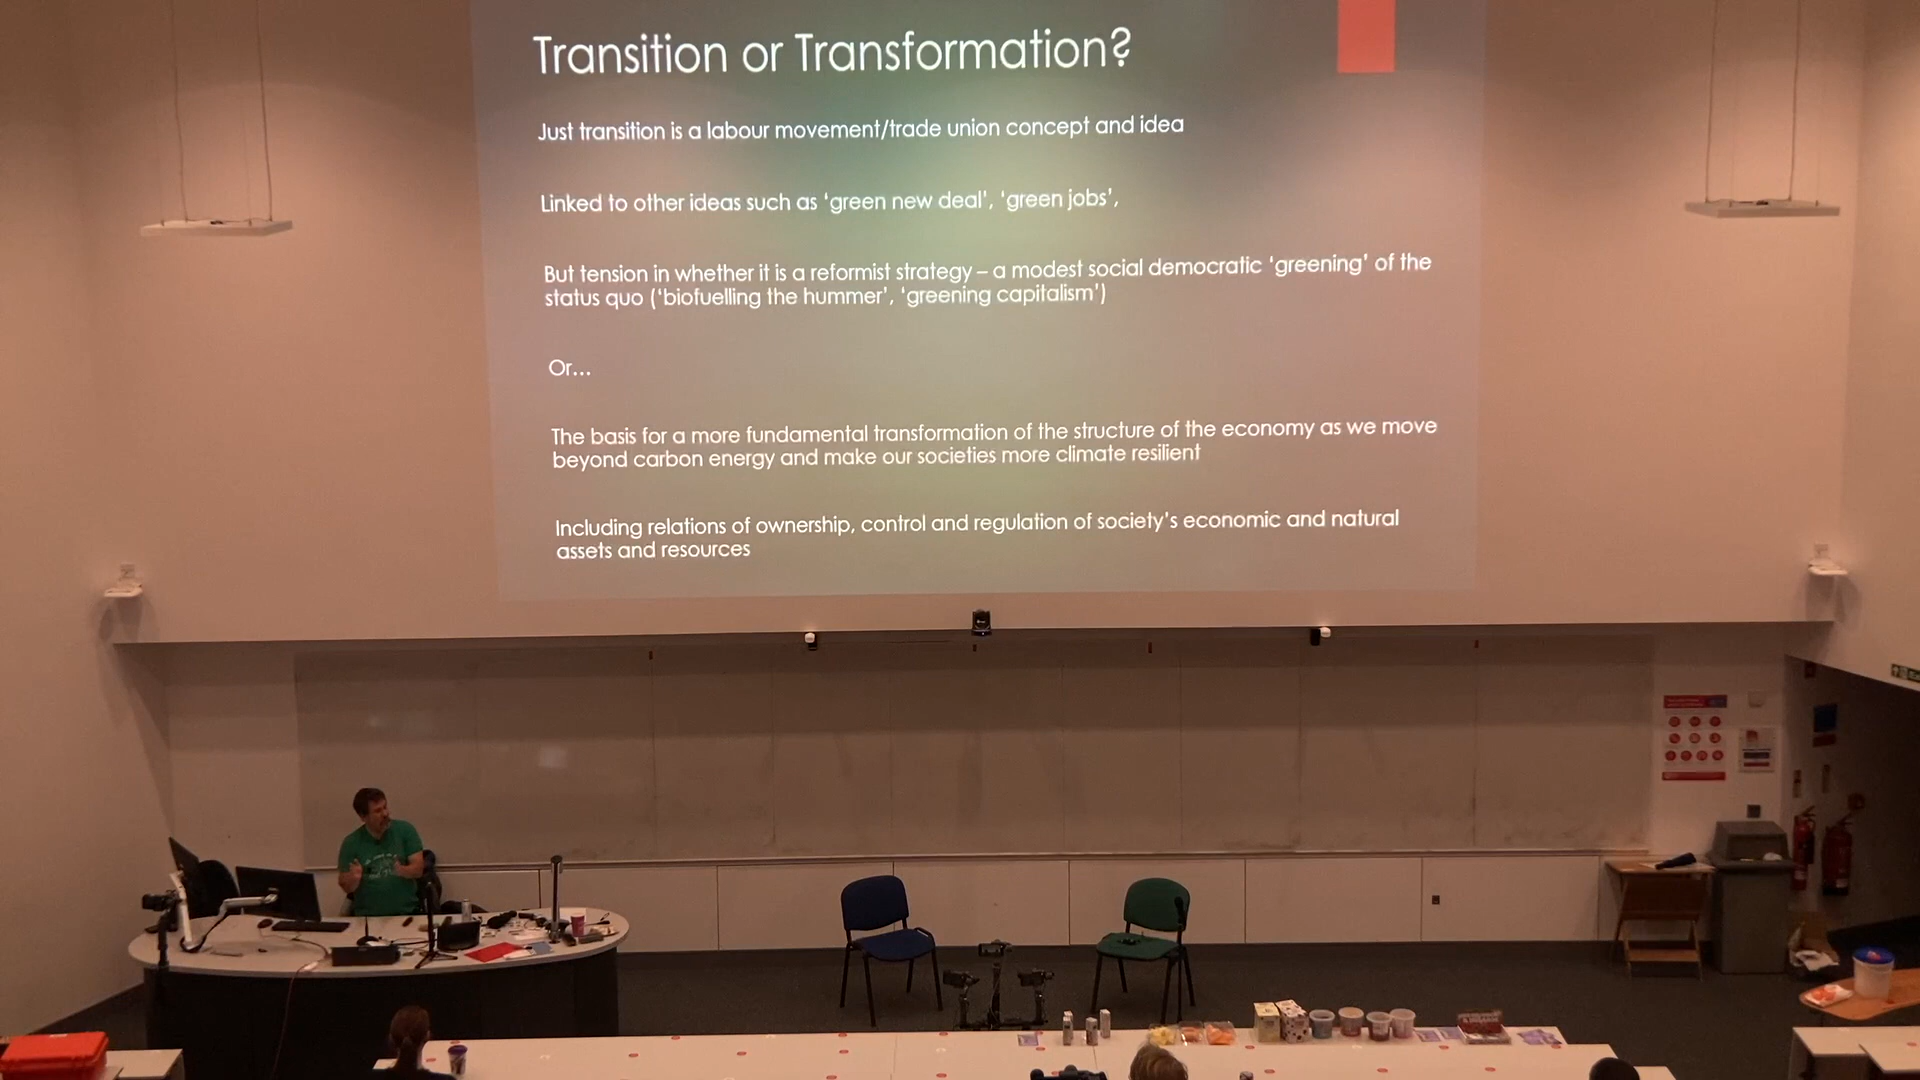 Transition or Transformation?
Just transition is a labour movement/trade union concept and idea
Linked to other ideas such as ‘green new deal’, ‘green jobs’,
But tension in whether it is a reformist strategy – a modest social democratic ‘greening’ of the
status quo (‘biofuelling the hummer’, ‘greening capitalism’)
Or...
The basis for a more fundamental transformation of the structure of the economy as we move
beyond carbon energy and make our societies more climate resilient
Including relations of ownership, control and regulation of society’s economic and natural
assets and resources